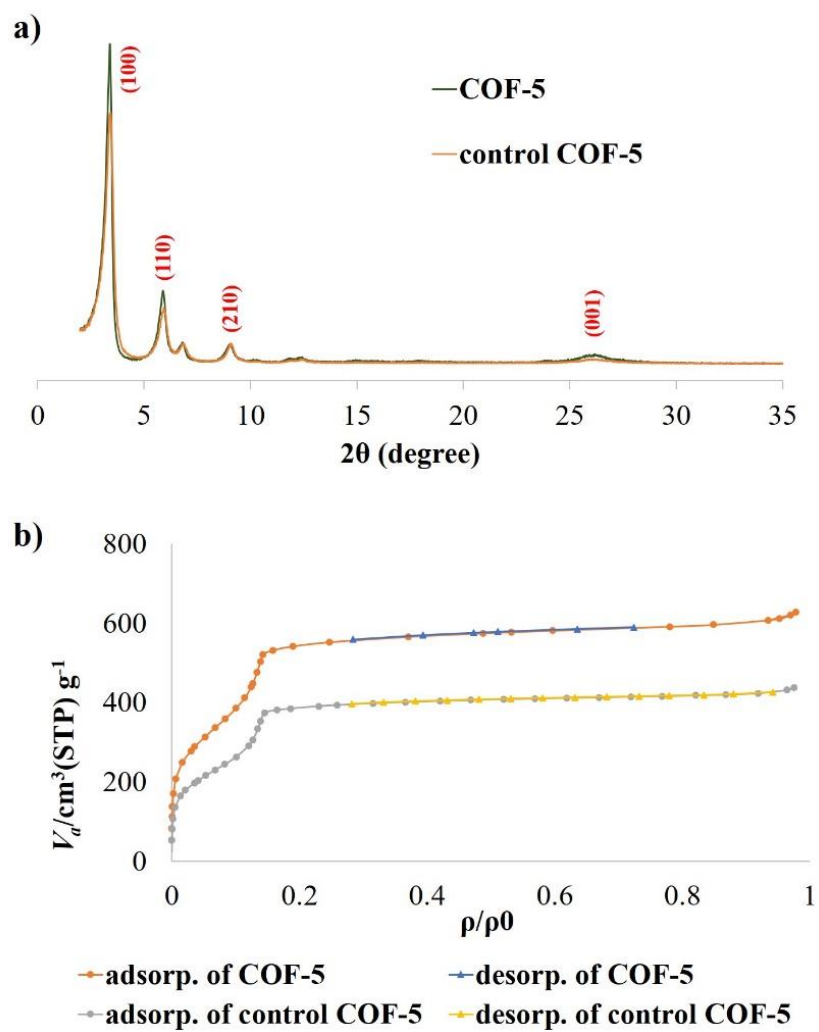 a)
(100)
COF-5
control COF-5
(110)
(210)
(001)
0 5 10 15 20 25 30 35
2θ (degree)
b)
800
600
400
200
0
Va/cm³(STP) g⁻¹
0 0.2 0.4 0.6 0.8 1
ρ/ρ0
adsorp. of COF-5 desorp. of COF-5
adsorp. of control COF-5 desorp. of control COF-5